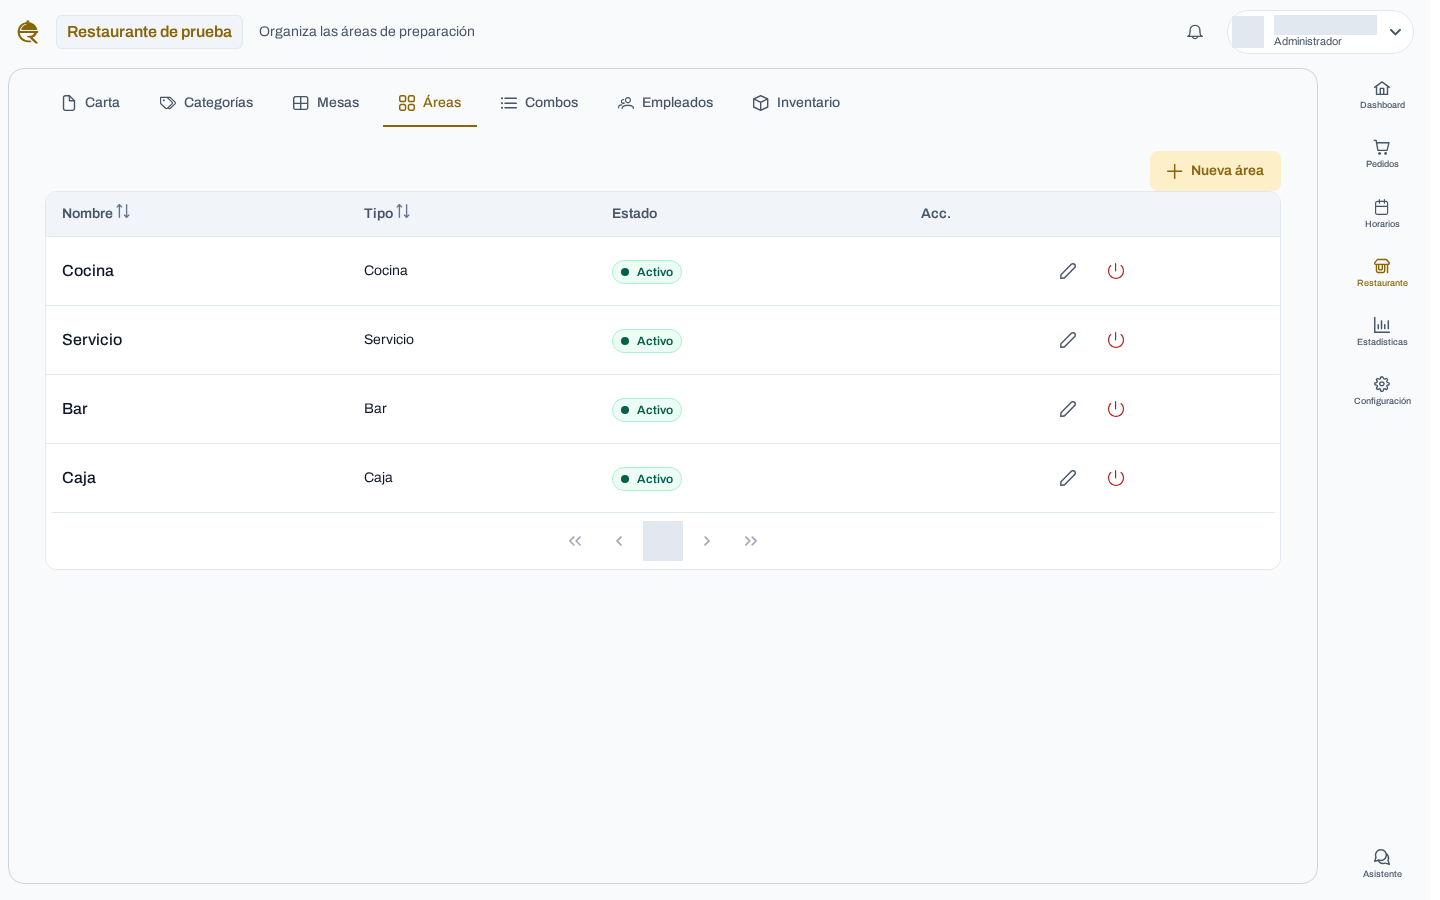 Restaurante de prueba
Organiza las áreas de preparación
Administrador
Carta
Categorías
Mesas
Áreas
Combos
Empleados
Inventario
Nueva área
Nombre
Tipo
Estado
Acc.
Cocina
Cocina
Activo
Servicio
Servicio
Activo
Bar
Bar
Activo
Caja
Caja
Activo
Dashboard
Pedidos
Horarios
Restaurante
Estadísticas
Configuración
Asistente